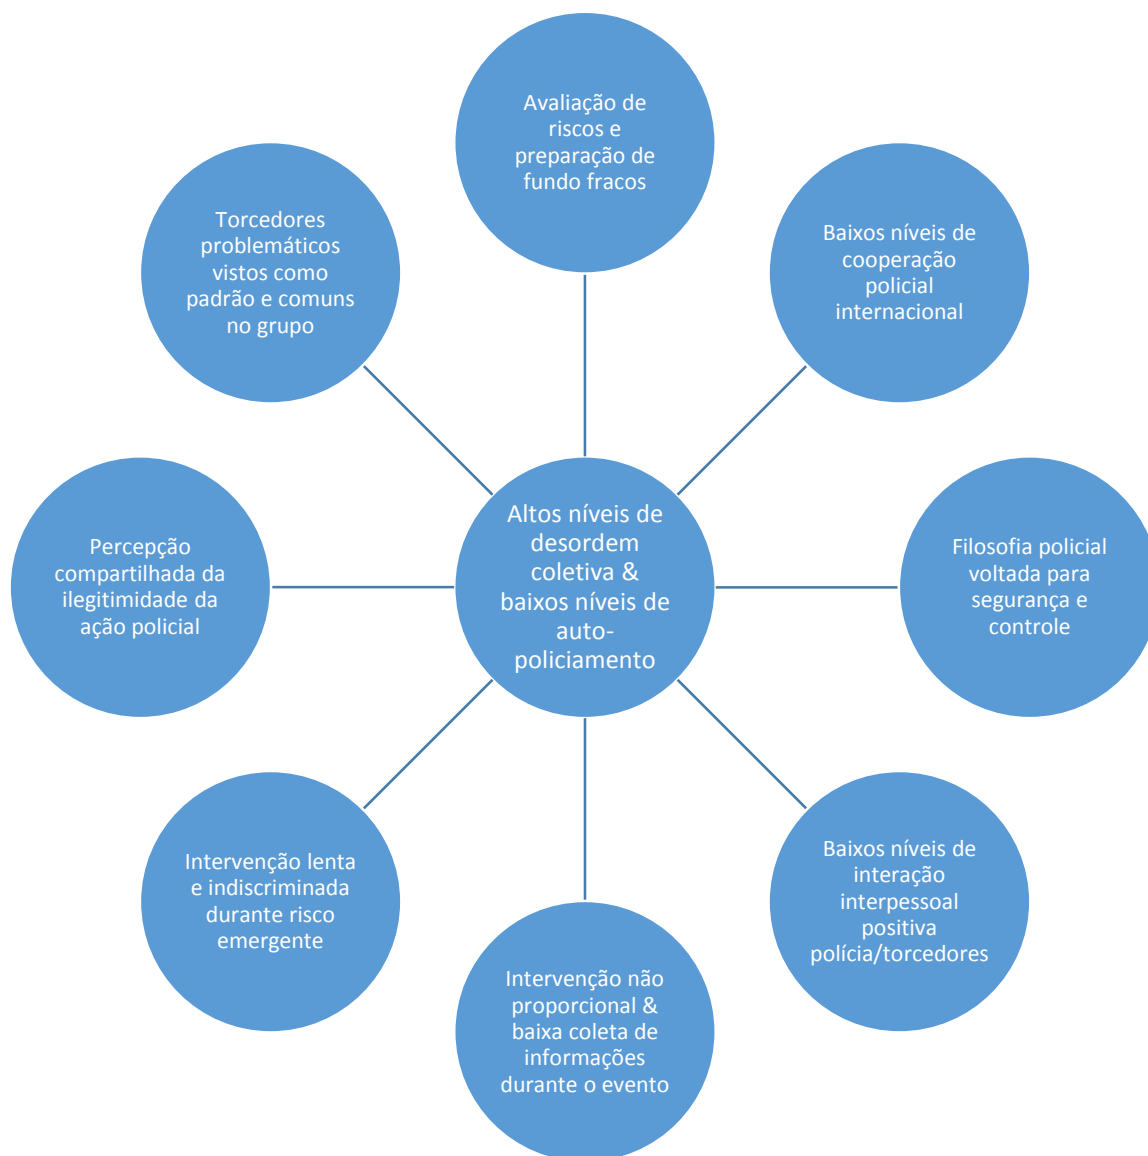 Avaliação de
riscos e
preparação de
fundo fracos
Baixos níveis de
cooperação
policial
internacional
Filosofia policial
voltada para
segurança e
controle
Baixos níveis de
interação
interpessoal
positiva
polícia/torcedores
Intervenção não
proporcional &
baixa coleta de
informações
durante o evento
Intervenção lenta
e indiscriminada
durante risco
emergente
Percepção
compartilhada da
ilegitimidade da
ação policial
Torcedores
problemáticos
vistos como
padrão e comuns
no grupo
Altos níveis de
desordem
coletiva &
baixos níveis de
auto-
policiamento